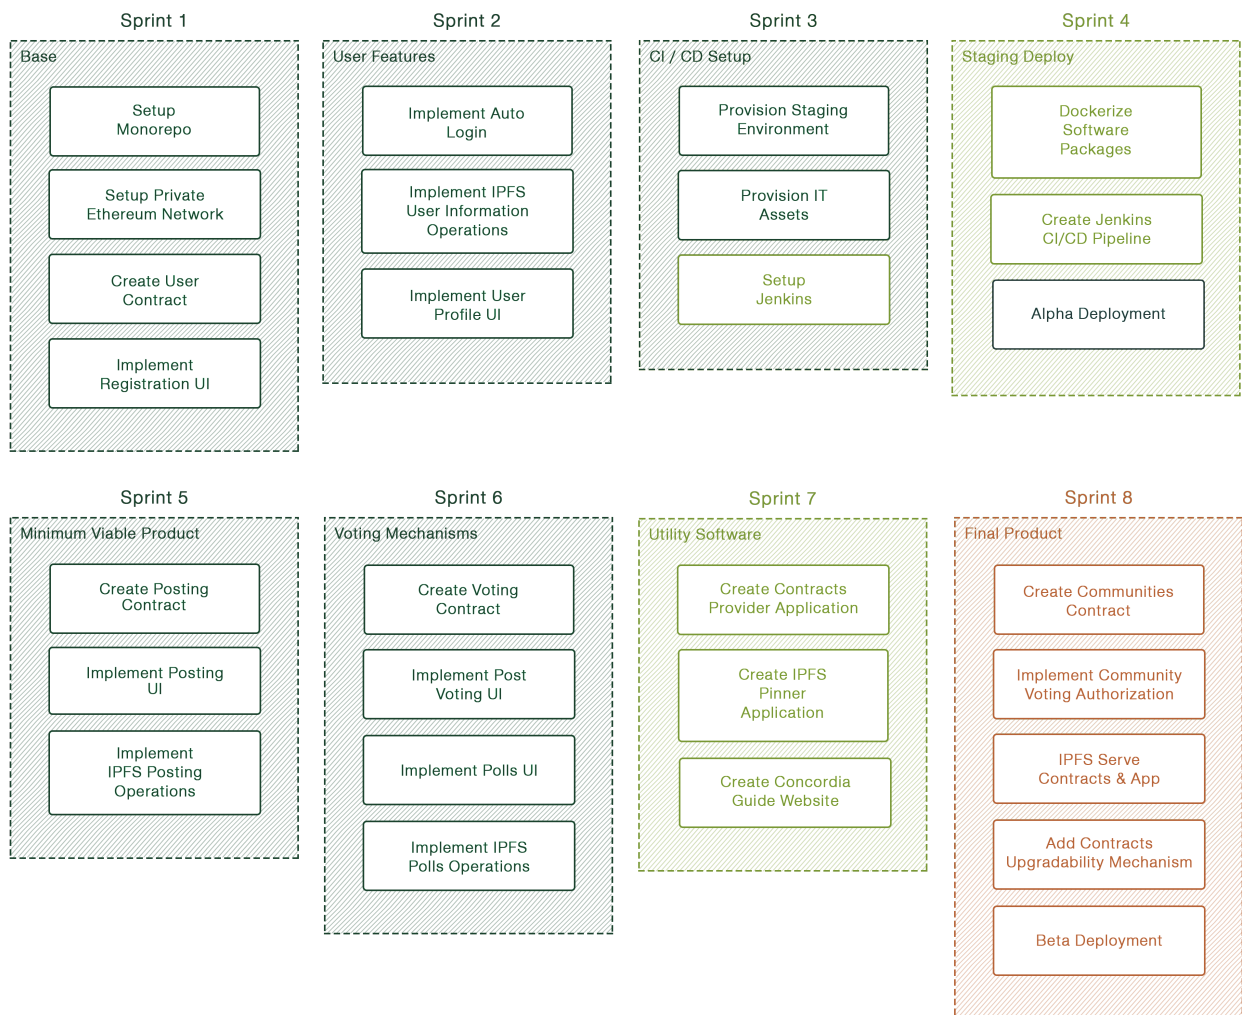 Sprint 1
Base
Setup
Monorepo
Setup Private
Ethereum Network
Create User
Contract
Implement
Registration UI
Sprint 2
User Features
Implement Auto
Login
Implement IPFS
User Information
Operations
Implement User
Profile UI
Sprint 3
CI / CD Setup
Provision Staging
Environment
Provision IT
Assets
Setup
Jenkins
Sprint 4
Staging Deploy
Dockerize
Software
Packages
Create Jenkins
CI/CD Pipeline
Alpha Deployment
Sprint 5
Minimum Viable Product
Create Posting
Contract
Implement Posting
UI
Implement
IPFS Posting
Operations
Sprint 6
Voting Mechanisms
Create Voting
Contract
Implement Post
Voting UI
Implement Polls UI
Implement IPFS
Polls Operations
Sprint 7
Utility Software
Create Contracts
Provider Application
Create IPFS
Pinner
Application
Create Concordia
Guide Website
Sprint 8
Final Product
Create Communities
Contract
Implement Community
Voting Authorization
IPFS Serve
Contracts & App
Add Contracts
Upgradability Mechanism
Beta Deployment